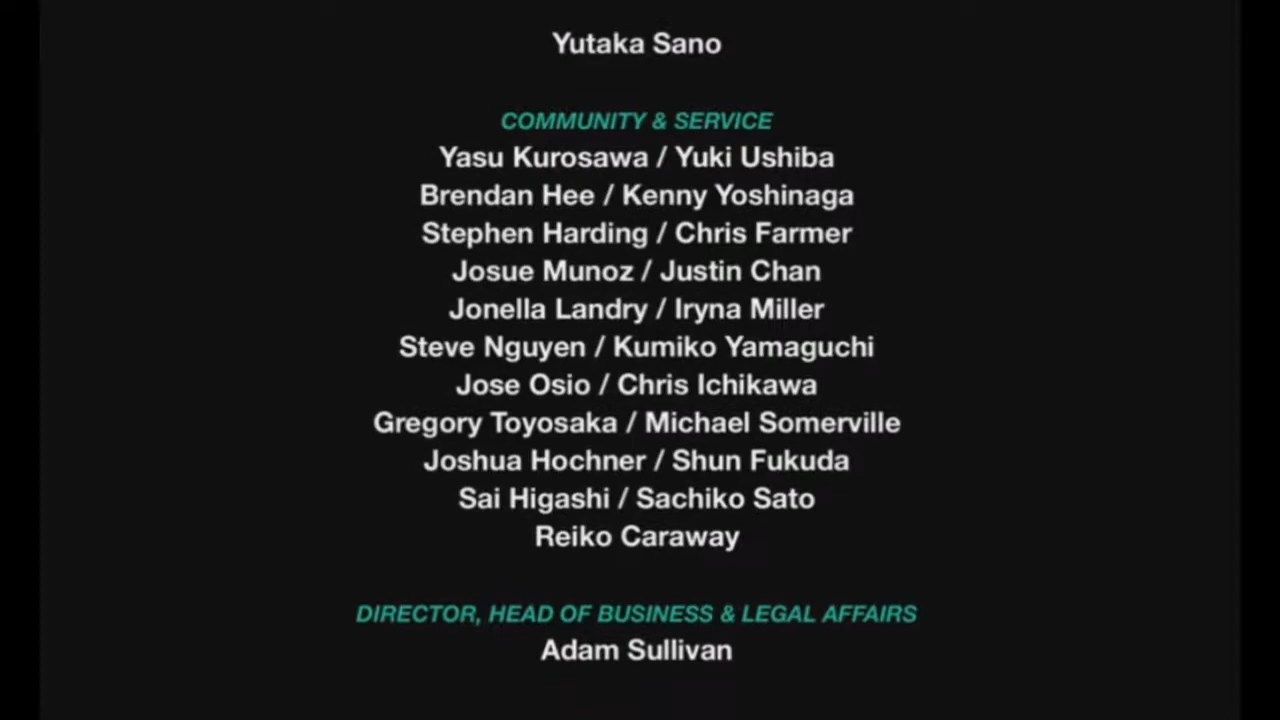 Yutaka Sano
COMMUNITY & SERVICE
Yasu Kurosawa / Yuki Ushiba
Brendan Hee / Kenny Yoshinaga
Stephen Harding / Chris Farmer
Josue Munoz / Justin Chan
Jonella Landry / Iryna Miller
Steve Nguyen / Kumiko Yamaguchi
Jose Osio / Chris Ichikawa
Gregory Toyosaka / Michael Somerville
Joshua Hochner / Shun Fukuda
Sai Higashi / Sachiko Sato
Reiko Caraway
DIRECTOR, HEAD OF BUSINESS & LEGAL AFFAIRS
Adam Sullivan